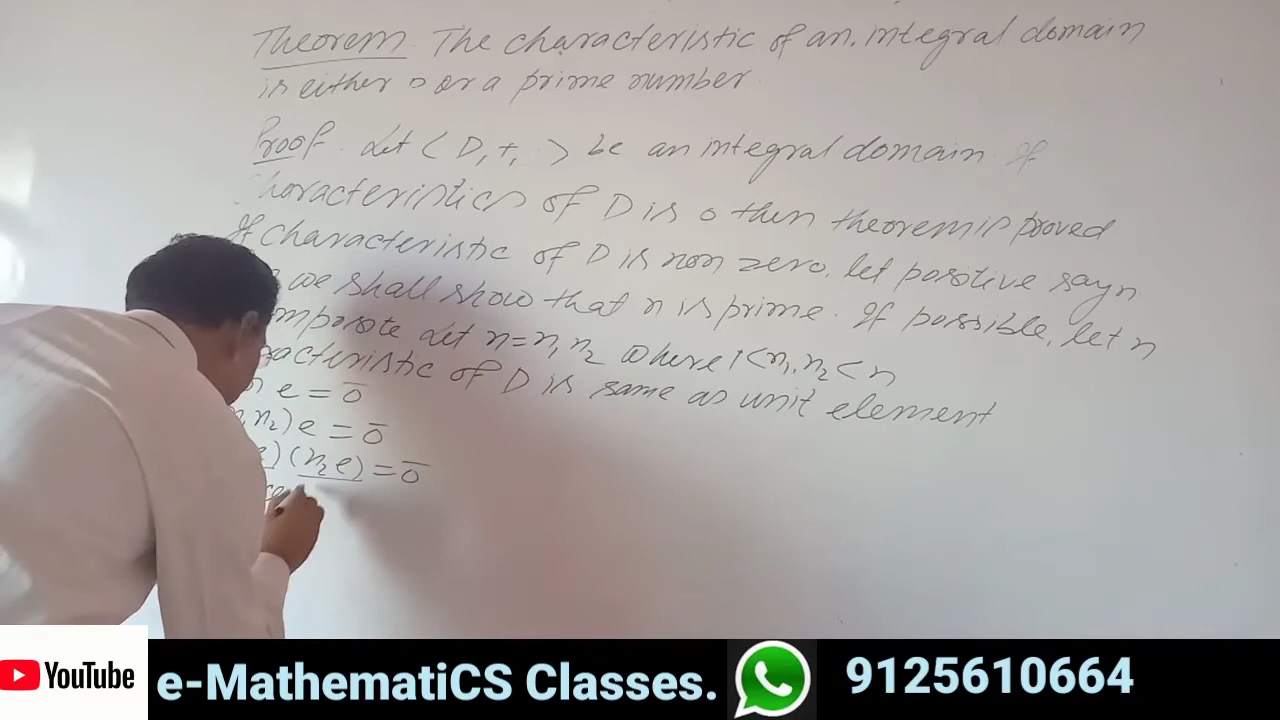 Theorem The characteristic of an integral domain
is either 0 or a prime number
Proof. Let < D, +, . > be an integral domain. If
characteristics of D is 0 then theorem is proved
If characteristic of D is non zero, let positive say n
we shall show that n is prime. If possible, let n
composite Let n = n₁ n₂ where 1 < n₁, n₂ < n
characteristic of D is same as unit element
e = 0̅
n₂) e = 0̅
) (n₂ e) = 0̅
YouTube
e-MathematiCS Classes.
9125610664